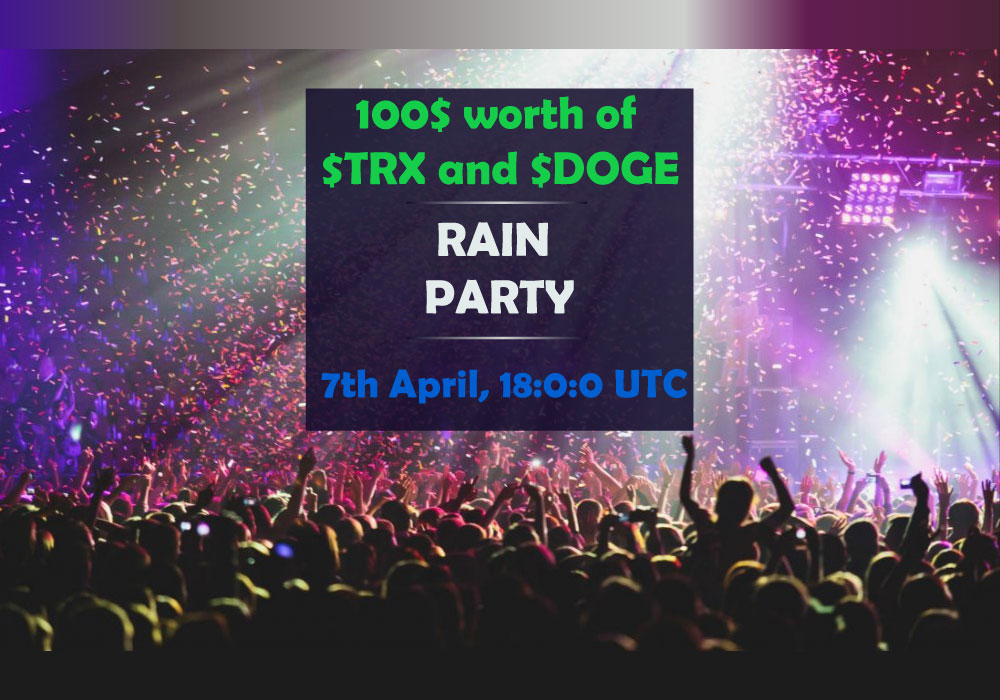 100$ worth of
$TRX and $DOGE
RAIN
PARTY
7th April, 18:0:0 UTC